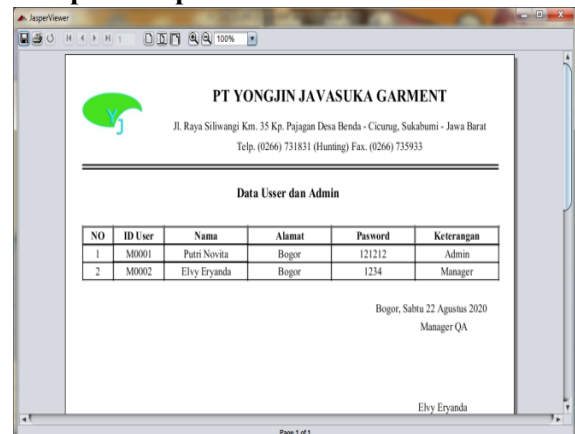 JasperViewer
1
100%
YJ
PT YONGJIN JAVASUKA GARMENT
Jl. Raya Siliwangi Km. 35 Kp. Pajagan Desa Benda - Cicurug, Sukabumi - Jawa Barat
Telp. (0266) 731831 (Hunting) Fax. (0266) 735933
Data Usser dan Admin
NO ID User Nama Alamat Pasword Keterangan
1 M0001 Putri Novita Bogor 121212 Admin
2 M0002 Elvy Eryanda Bogor 1234 Manager
Bogor, Sabtu 22 Agustus 2020
Manager QA
Elvy Eryanda
Page 1 of 1